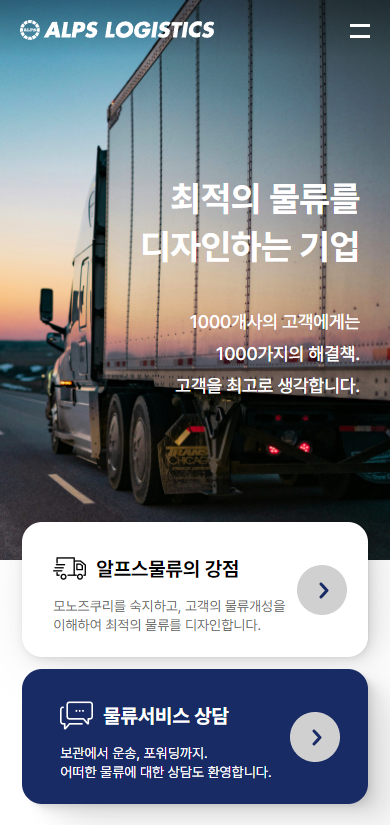 ALPS ALPS LOGISTICS
최적의 물류를
디자인하는 기업
1000개사의 고객에게는
1000가지의 해결책.
고객을 최고로 생각합니다.
TRANS
CHICAGO
알프스물류의 강점
모노즈쿠리를 숙지하고, 고객의 물류개성을
이해하여 최적의 물류를 디자인합니다.
물류서비스 상담
보관에서 운송, 포워딩까지.
어떠한 물류에 대한 상담도 환영합니다.